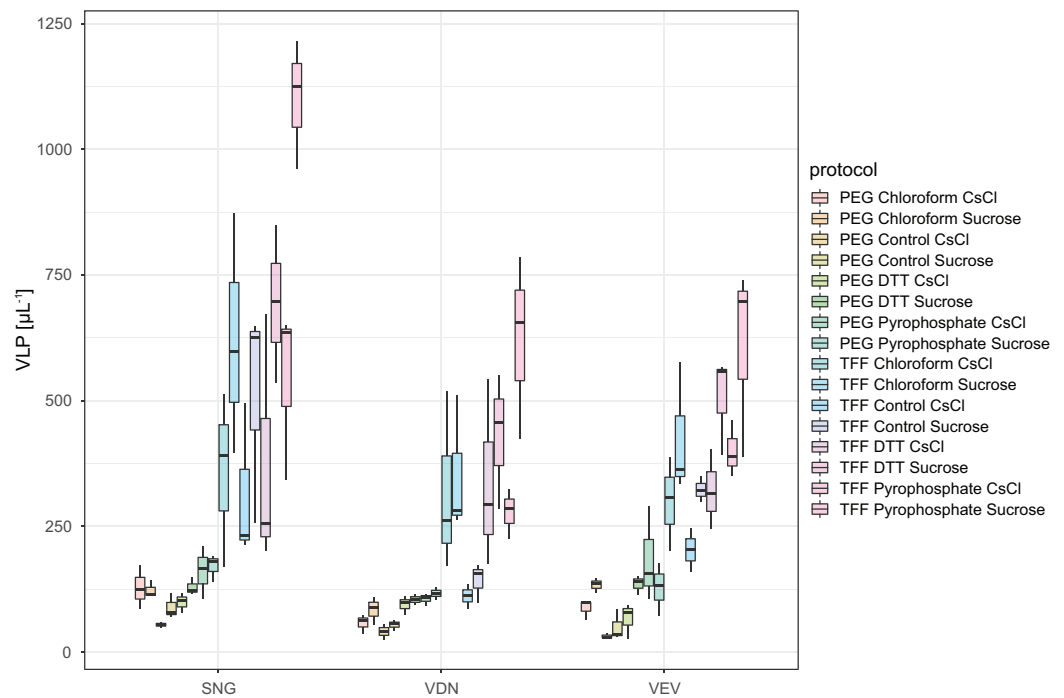 1250
1000
750
500
250
0
VLP [µL⁻¹]
SNG
VDN
VEV
protocol
PEG Chloroform CsCl
PEG Chloroform Sucrose
PEG Control CsCl
PEG Control Sucrose
PEG DTT CsCl
PEG DTT Sucrose
PEG Pyrophosphate CsCl
PEG Pyrophosphate Sucrose
TFF Chloroform CsCl
TFF Chloroform Sucrose
TFF Control CsCl
TFF Control Sucrose
TFF DTT CsCl
TFF DTT Sucrose
TFF Pyrophosphate CsCl
TFF Pyrophosphate Sucrose